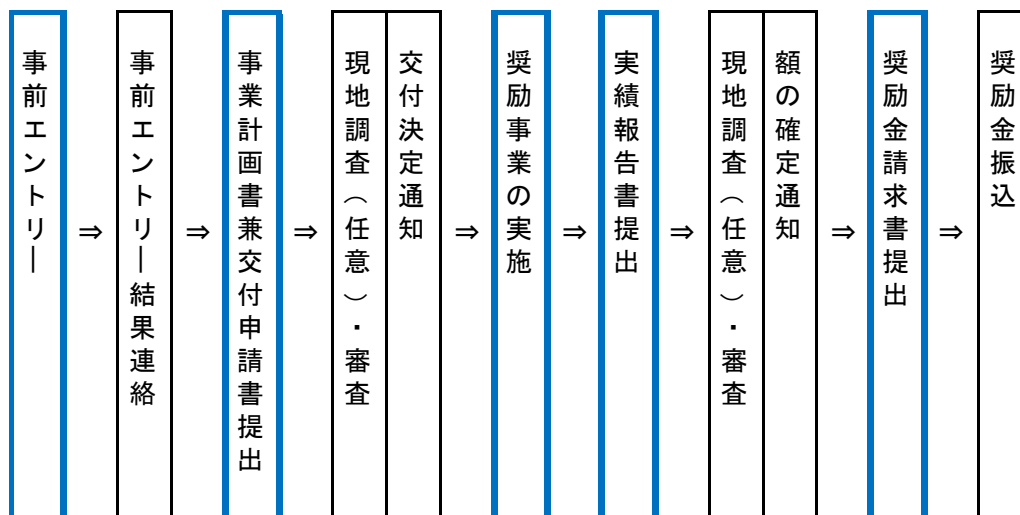 事前エントリー
⇒
事前エントリー結果連絡
⇒
事業計画書兼交付申請書提出
⇒
現地調査（任意）・審査
交付決定通知
⇒
奨励事業の実施
⇒
実績報告書提出
⇒
現地調査（任意）・審査
額の確定通知
⇒
奨励金請求書提出
⇒
奨励金振込